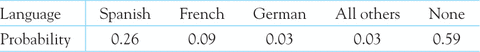 Language Spanish French German All others None
Probability 0.26 0.09 0.03 0.03 0.59